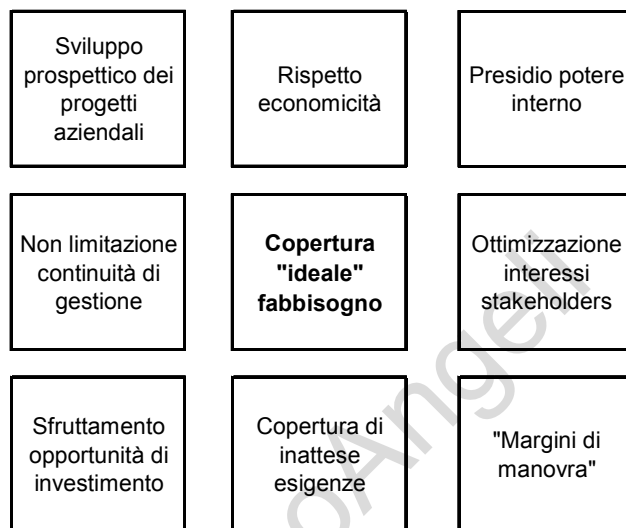 Sviluppo
prospettico dei
progetti
aziendali
Rispetto
economicità
Presidio potere
interno
Non limitazione
continuità di
gestione
Copertura
"ideale"
fabbisogno
Ottimizzazione
interessi
stakeholders
Sfruttamento
opportunità di
investimento
Copertura di
inattese
esigenze
"Margini di
manovra"